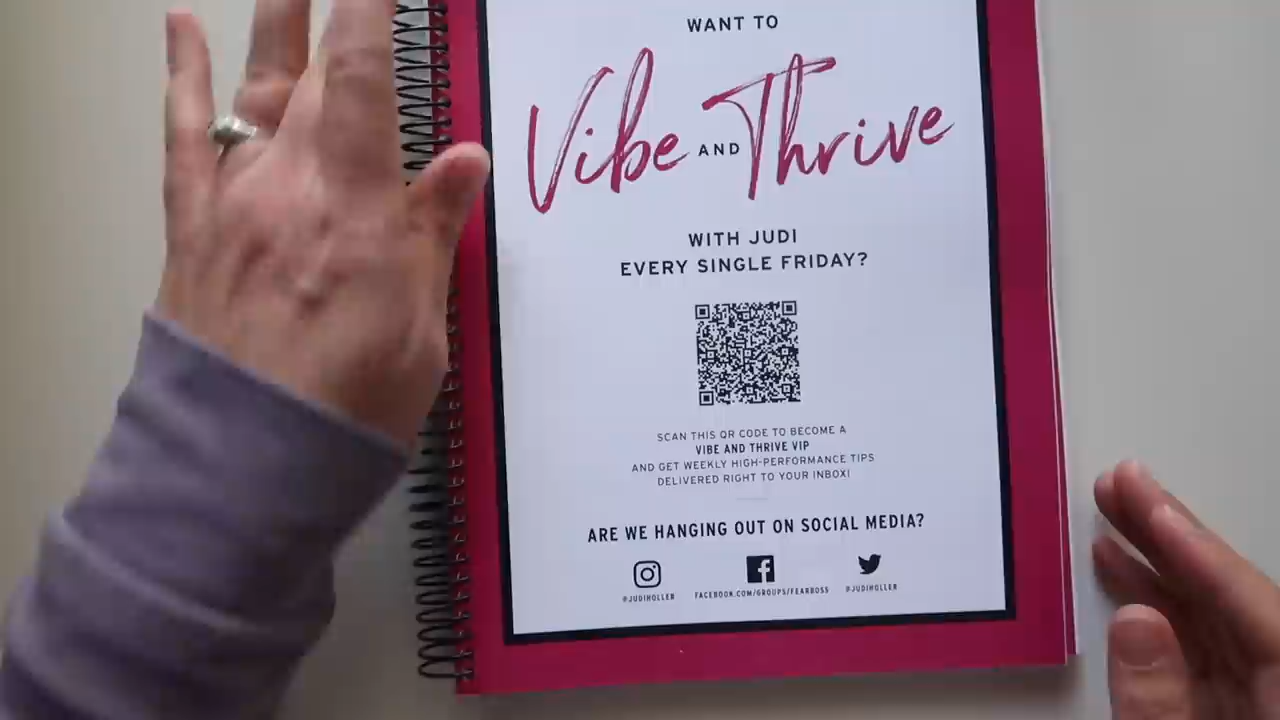 WANT TO
Vibe AND Thrive
WITH JUDI
EVERY SINGLE FRIDAY?
SCAN THIS QR CODE TO BECOME A
VIBE AND THRIVE VIP
AND GET WEEKLY HIGH-PERFORMANCE TIPS
DELIVERED RIGHT TO YOUR INBOX!
ARE WE HANGING OUT ON SOCIAL MEDIA?
@JUDIHOLLER FACEBOOK.COM/GROUPS/FEARBOSS @JUDIHOLLER